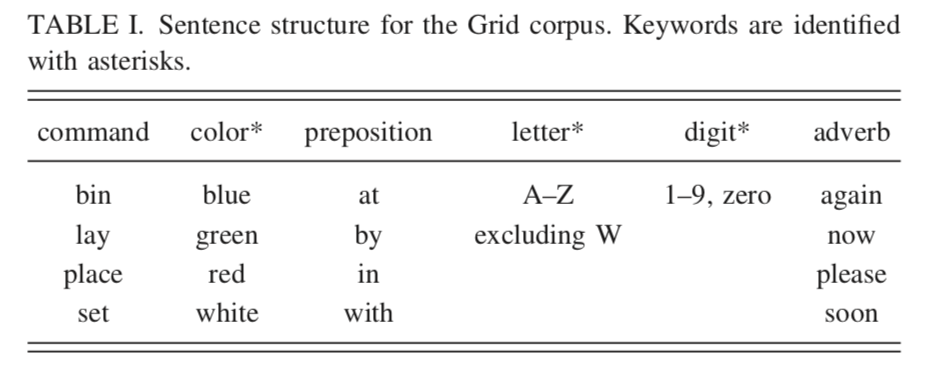 TABLE I. Sentence structure for the Grid corpus. Keywords are identified
with asterisks.
command color* preposition letter* digit* adverb
bin blue at A–Z 1–9, zero again
lay green by excluding W now
place red in please
set white with soon